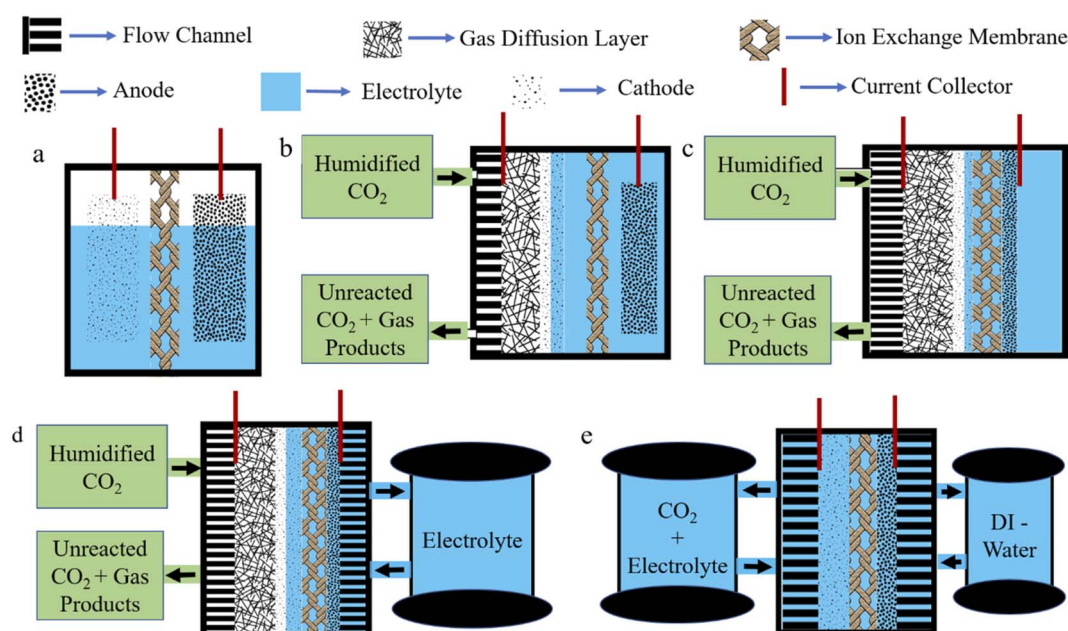 Flow Channel
Gas Diffusion Layer
Ion Exchange Membrane
Anode
Electrolyte
Cathode
Current Collector
a
b
Humidified
CO₂
Unreacted
CO₂ + Gas
Products
c
Humidified
CO₂
Unreacted
CO₂ + Gas
Products
d
Humidified
CO₂
Unreacted
CO₂ + Gas
Products
Electrolyte
e
CO₂
+
Electrolyte
DI -
Water